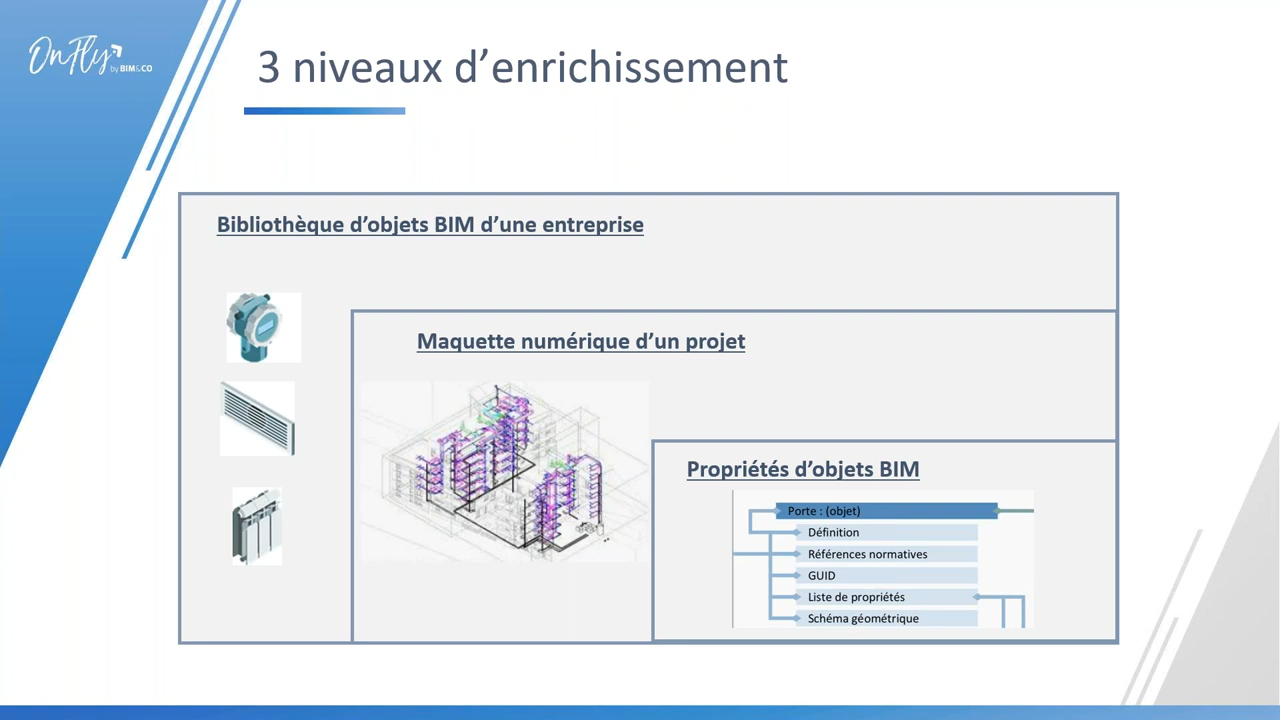 OnFly
by BIM&CO
3 niveaux d’enrichissement
Bibliothèque d’objets BIM d’une entreprise
Maquette numérique d’un projet
Propriétés d’objets BIM
Porte : (objet)
Définition
Références normatives
GUID
Liste de propriétés
Schéma géométrique